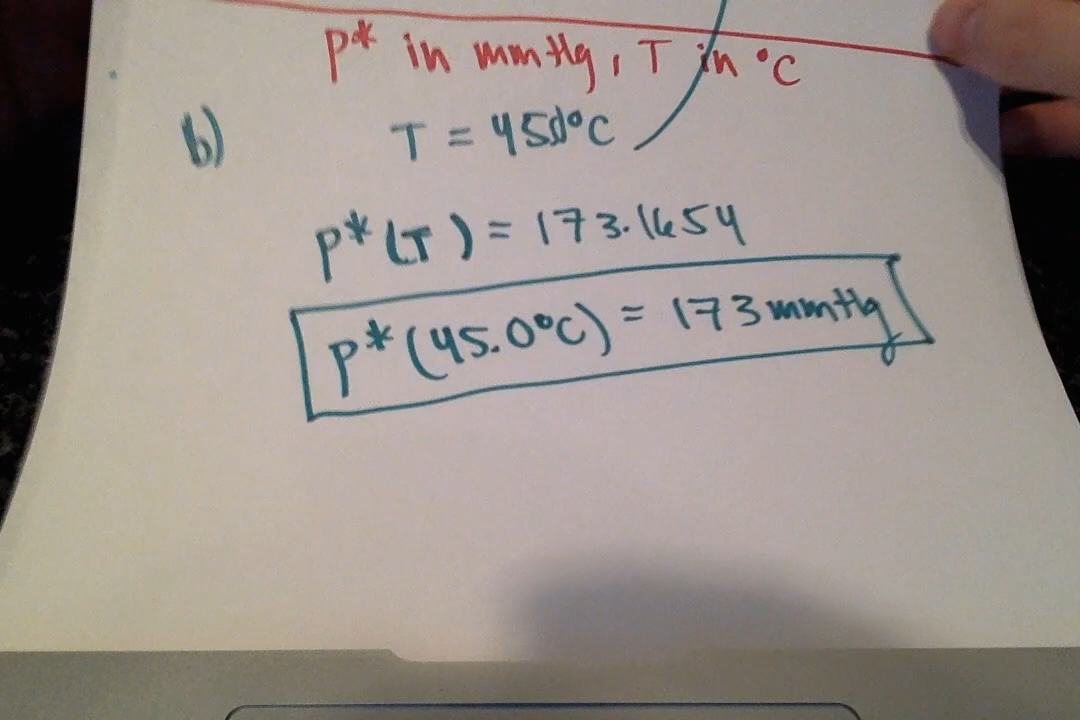 P* in mmHg, T in °C
b) T = 45.0°C
P*(T) = 173.1654
P*(45.0°C) = 173 mmHg